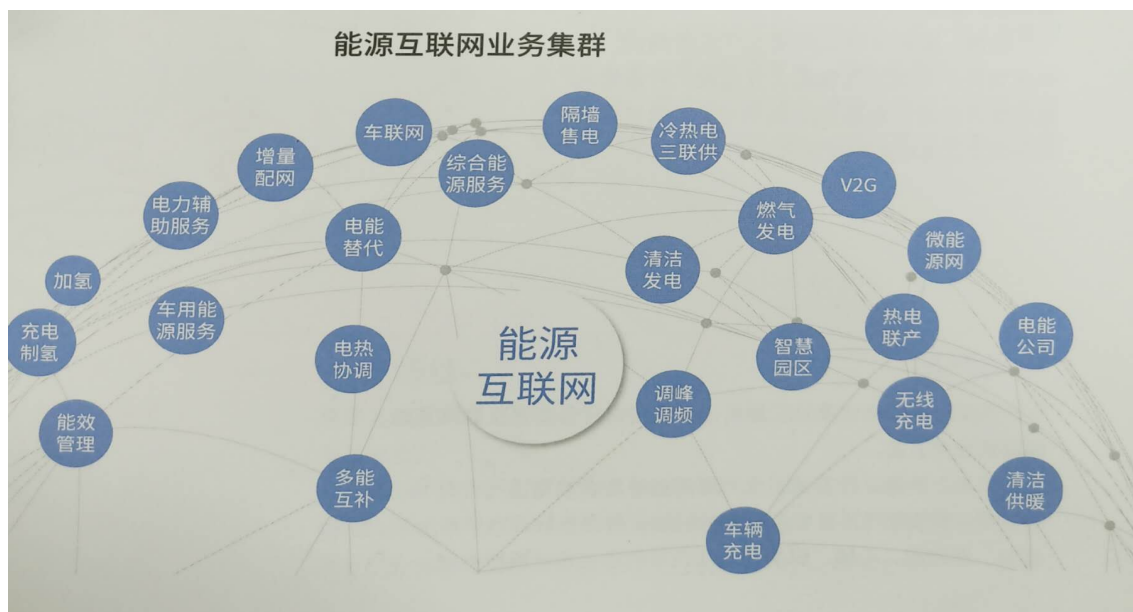 能源互联网业务集群
隔墙
售电
车联网
冷热电
三联供
增量
配网
综合能
源服务
V2G
电力辅
助服务
燃气
发电
电能
替代
微能
源网
清洁
发电
加氢
车用能
源服务
热电
联产
电能
公司
充电
制氢
电热
协调
能源
互联网
智慧
园区
调峰
调频
无线
充电
能效
管理
多能
互补
清洁
供暖
车辆
充电